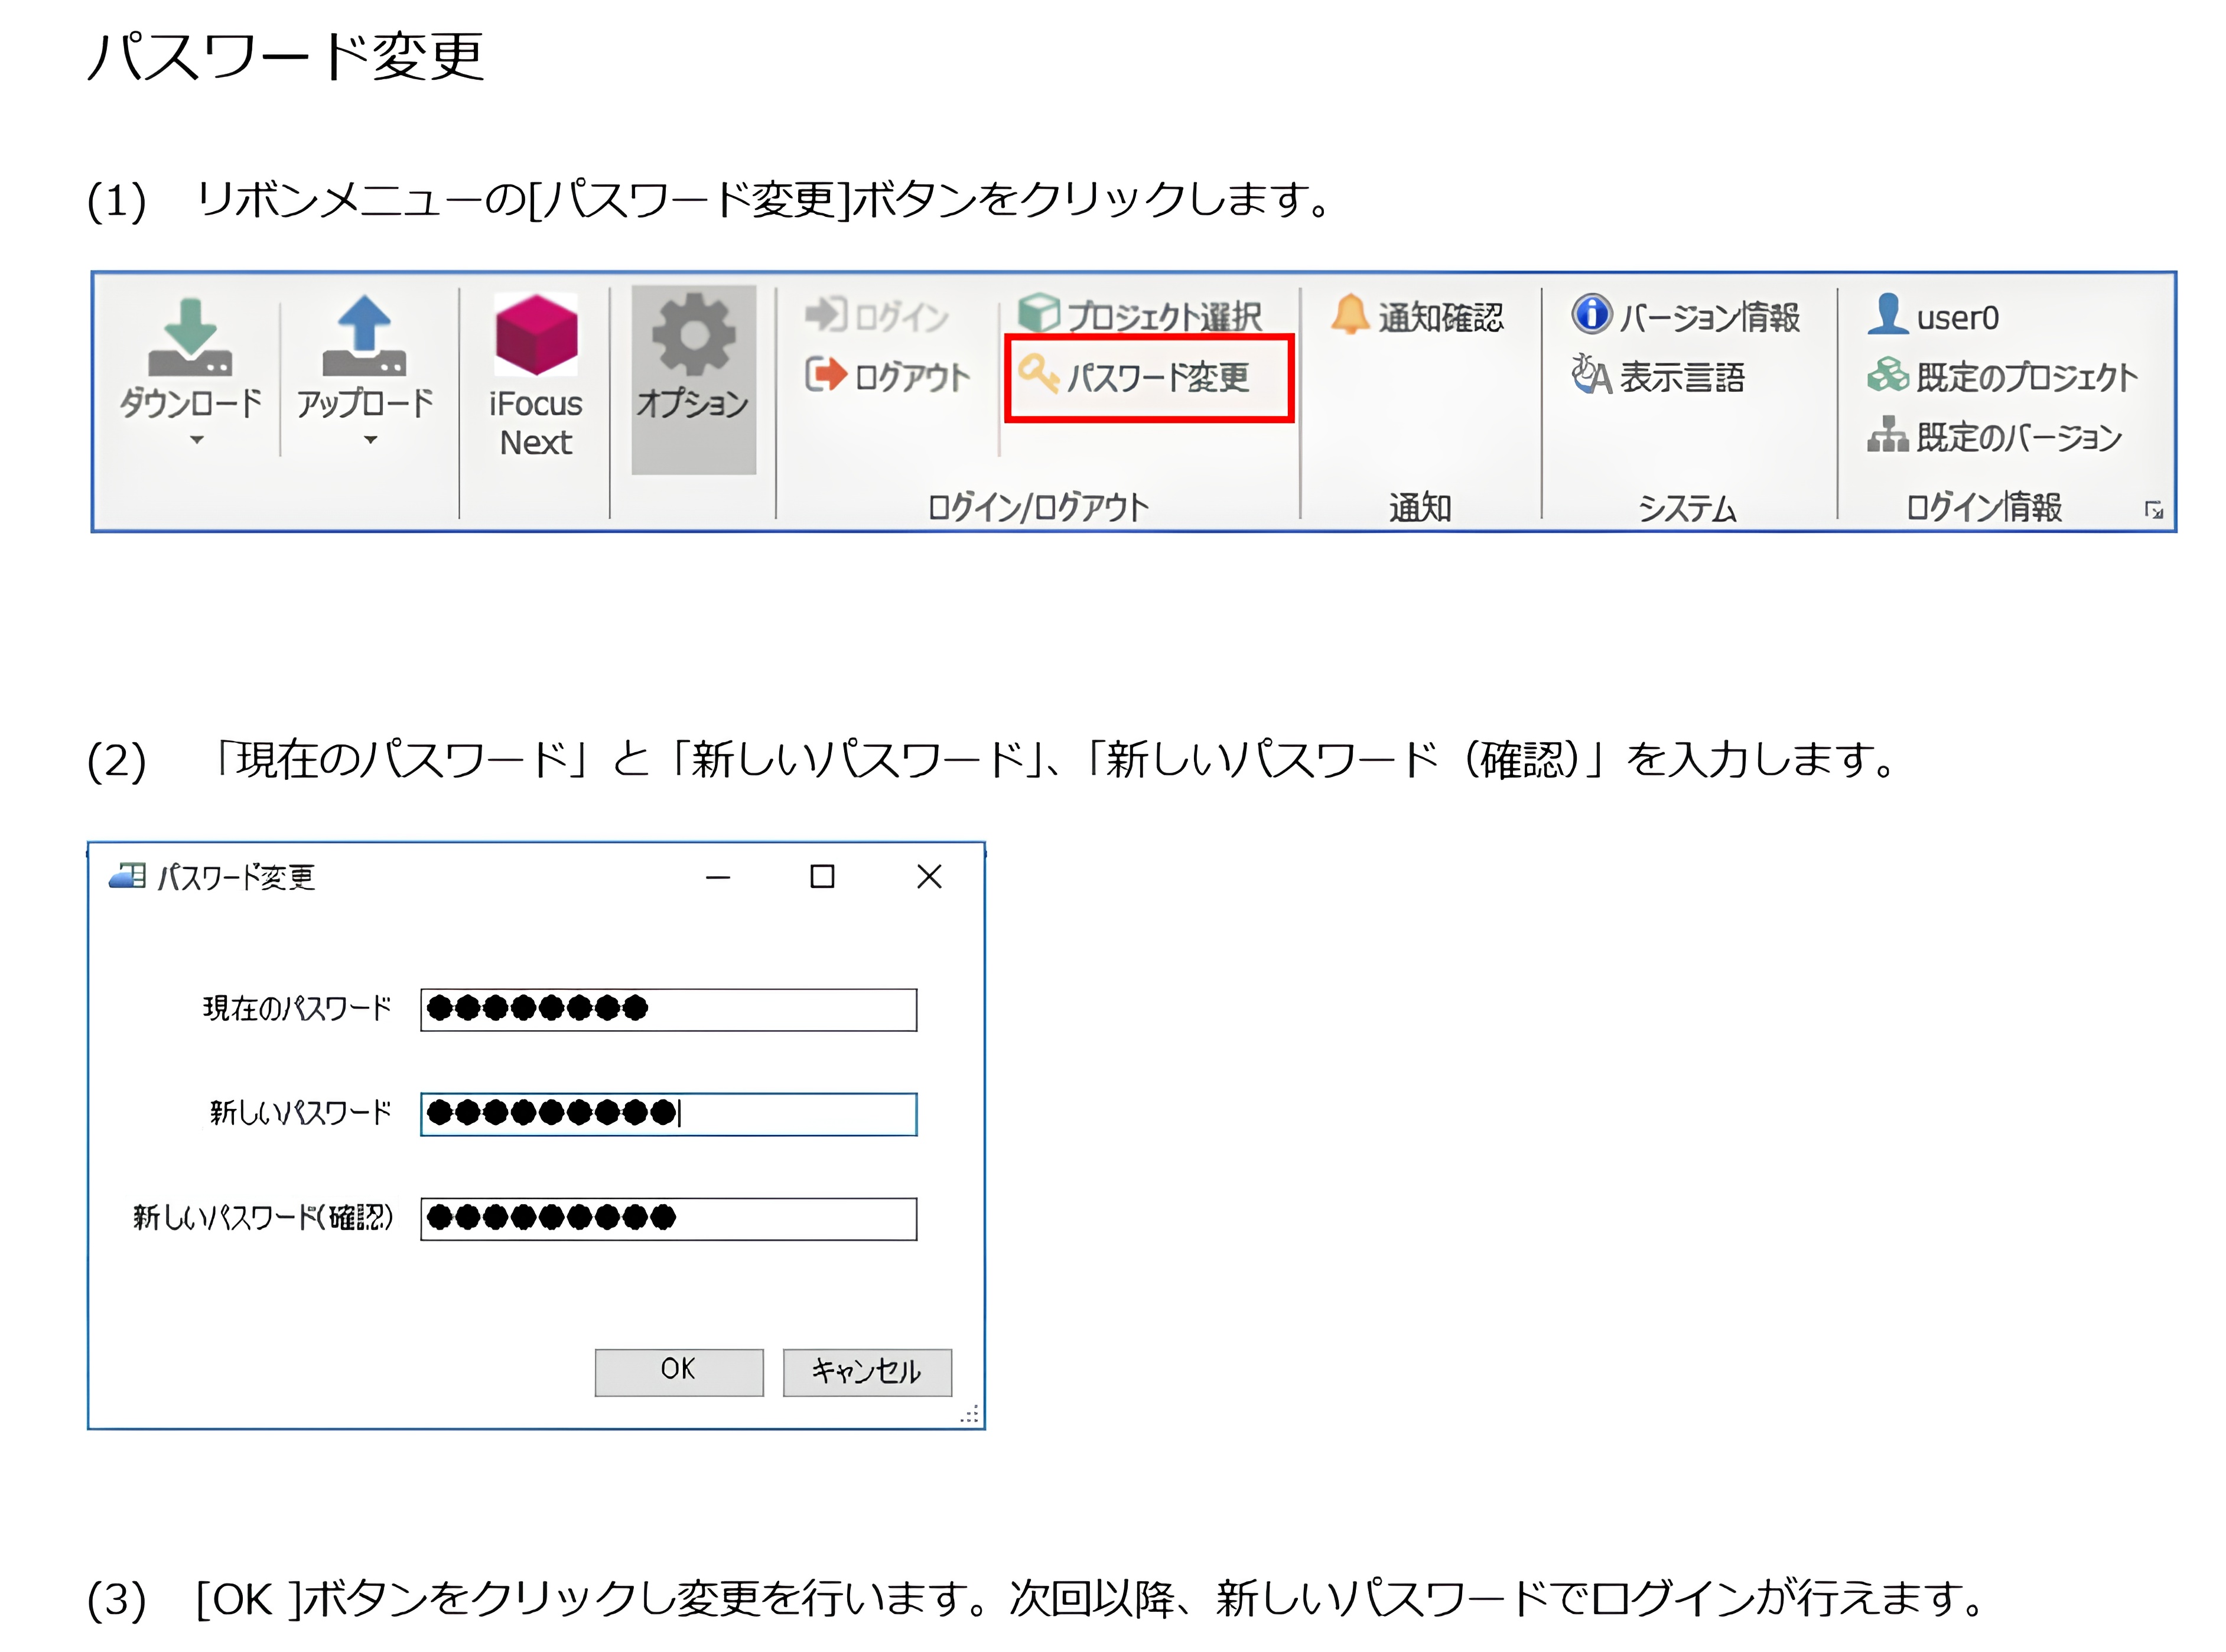 パスワード変更
(1) リボンメニューの[パスワード変更]ボタンをクリックします。
ダウンロード
アップロード
iFocus
Next
オプション
ログイン
ログアウト
プロジェクト選択
パスワード変更
ログイン/ログアウト
通知確認
通知
バージョン情報
表示言語
システム
user0
既定のプロジェクト
既定のバージョン
ログイン情報
(2) 「現在のパスワード」と「新しいパスワード」、「新しいパスワード（確認）」を入力します。
パスワード変更
現在のパスワード ●●●●●●●●
新しいパスワード ●●●●●●●●●
新しいパスワード(確認) ●●●●●●●●●
OK キャンセル
(3) [OK ]ボタンをクリックし変更を行います。次回以降、新しいパスワードでログインが行えます。